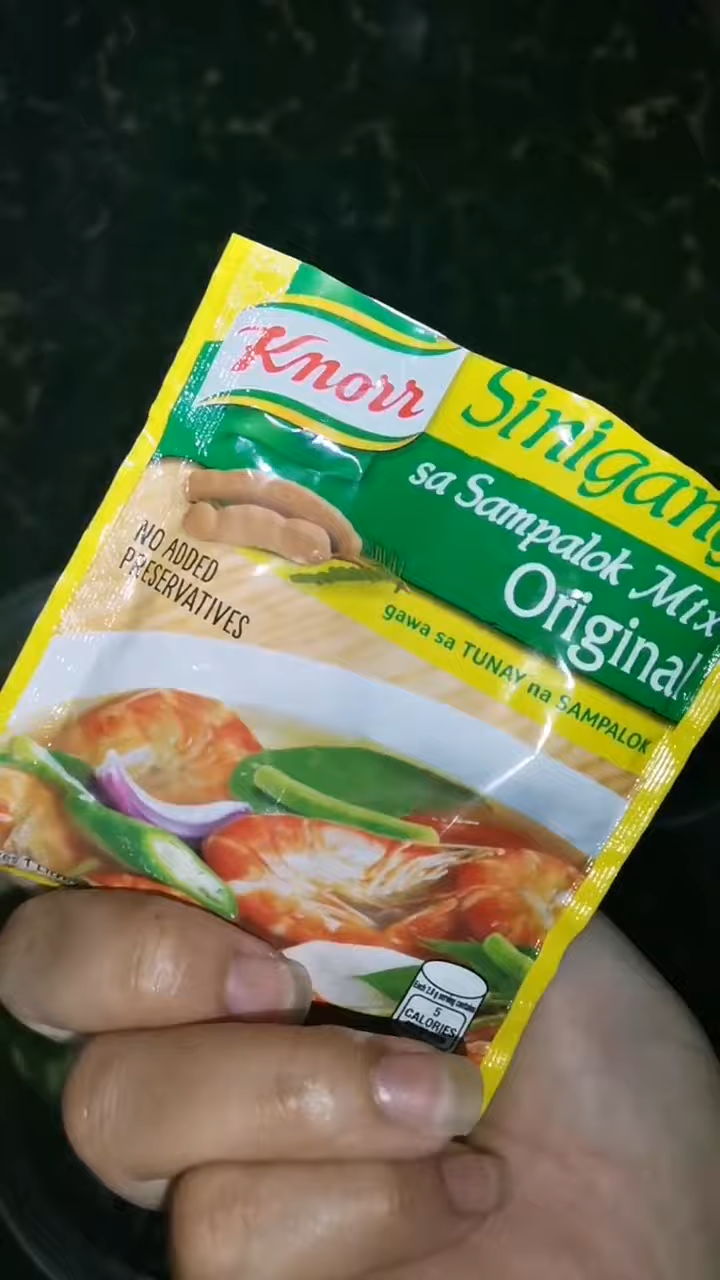 Knorr
Sinigang
sa Sampalok Mix
Original
gawa sa TUNAY na SAMPALOK
NO ADDED
PRESERVATIVES
5
CALORIES